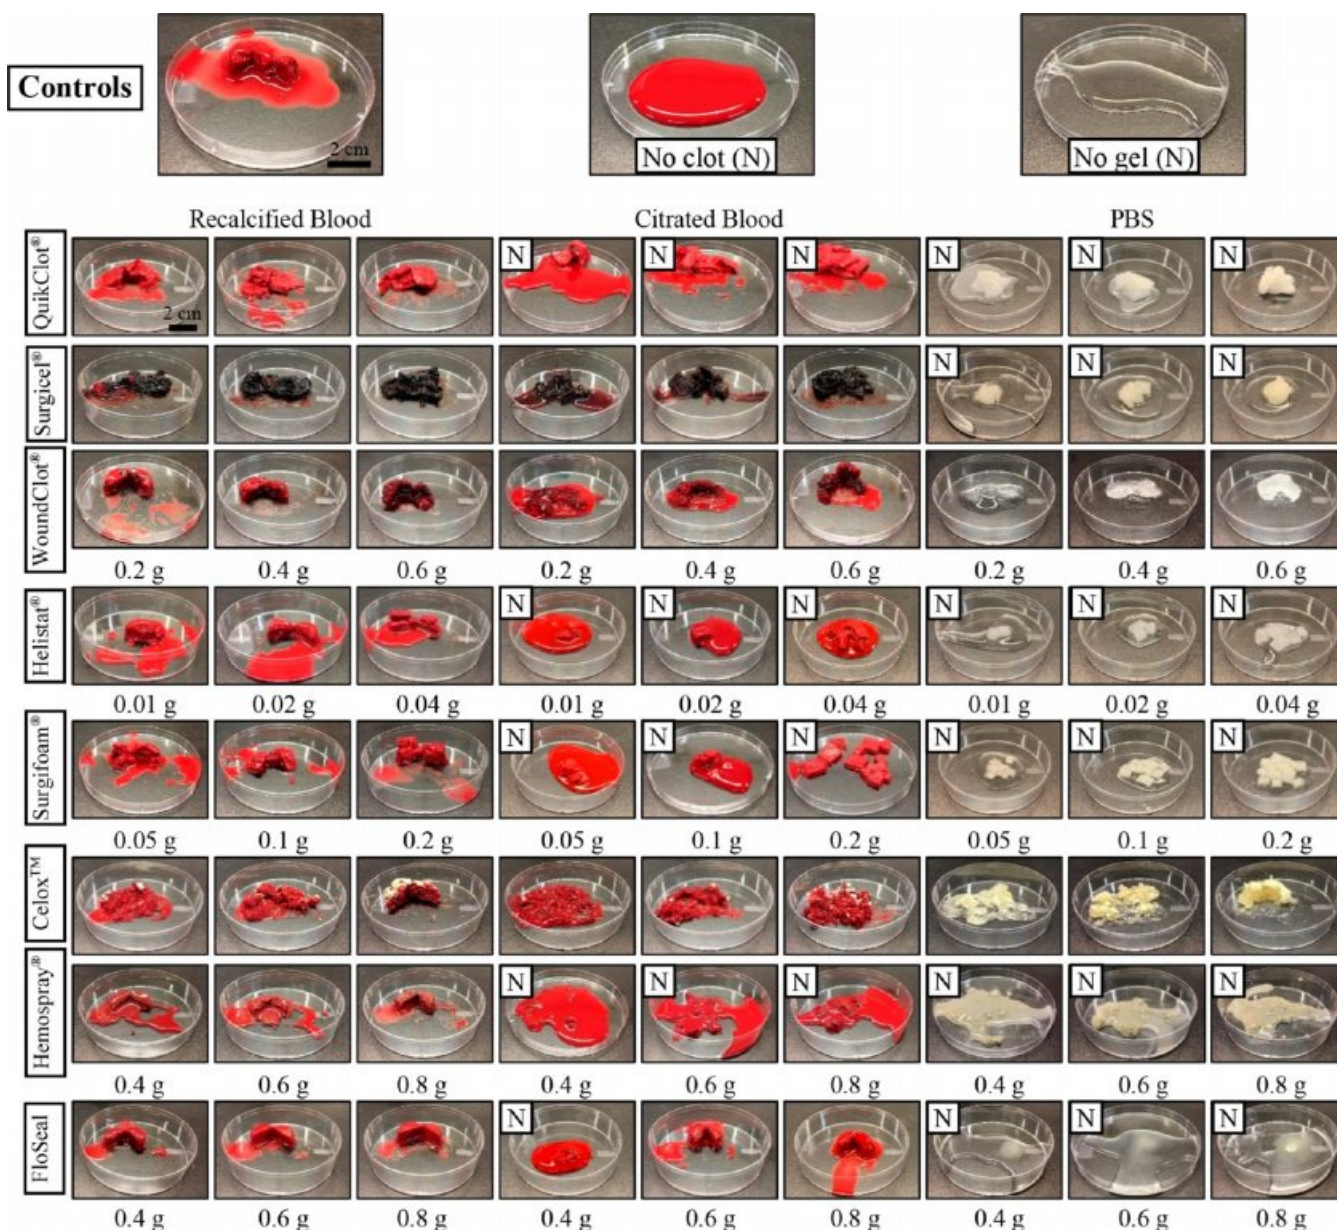 Controls
2 cm
No clot (N)
No gel (N)
Recalcified Blood
Citrated Blood
PBS
QuikClot®
2 cm
N
N
N
N
N
N
Surgicel®
N
N
N
WoundClot®
0.2 g
0.4 g
0.6 g
0.2 g
0.4 g
0.6 g
0.2 g
0.4 g
0.6 g
Helistat®
N
N
N
N
N
N
0.01 g
0.02 g
0.04 g
0.01 g
0.02 g
0.04 g
0.01 g
0.02 g
0.04 g
Surgifoam®
N
N
N
N
N
N
0.05 g
0.1 g
0.2 g
0.05 g
0.1 g
0.2 g
0.05 g
0.1 g
0.2 g
Celox™
Hemospray®
N
N
N
N
N
N
0.4 g
0.6 g
0.8 g
0.4 g
0.6 g
0.8 g
0.4 g
0.6 g
0.8 g
FloSeal
N
N
N
N
N
N
0.4 g
0.6 g
0.8 g
0.4 g
0.6 g
0.8 g
0.4 g
0.6 g
0.8 g